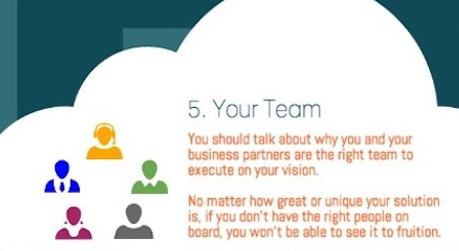 5. Your Team
You should talk about why you and your
business partners are the right team to
execute on your vision.
No matter how great or unique your solution
is, if you don't have the right people on
board, you won't be able to see it to fruition.